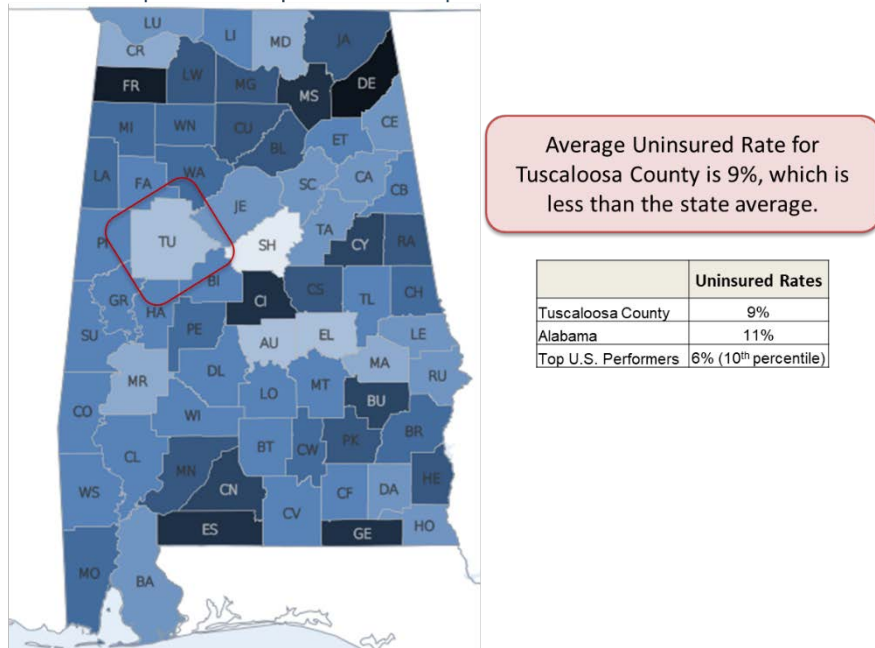 LU
LI
MD
JA
CR
FR
LW
MG
MS
DE
MI
WN
CU
BL
ET
CE
LA
FA
WA
SC
CA
CB
JE
TU
SH
TA
CY
RA
BI
GR
HA
CI
CS
TL
CH
SU
PE
AU
EL
LE
MR
DL
MA
RU
CO
LO
MT
BU
WI
CL
BT
CW
PK
BR
MN
CN
HE
WS
CV
CF
DA
ES
GE
HO
MO
BA
Average Uninsured Rate for
Tuscaloosa County is 9%, which is
less than the state average.
Uninsured Rates
Tuscaloosa County 9%
Alabama 11%
Top U.S. Performers 6% (10th percentile)